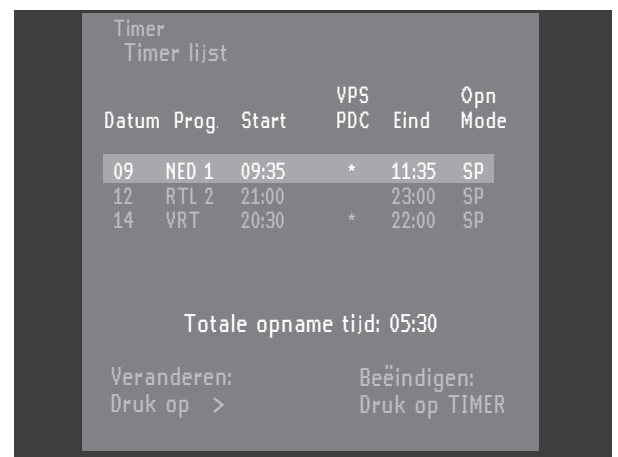 Timer
Timer lijst
VPS Opn
Datum Prog. Start PDC Eind Mode
09 NED 1 09:35 * 11:35 SP
12 RTL 2 21:00 23:00 SP
14 VRT 20:30 * 22:00 SP
Totale opname tijd: 05:30
Veranderen: Beëindigen:
Druk op > Druk op TIMER